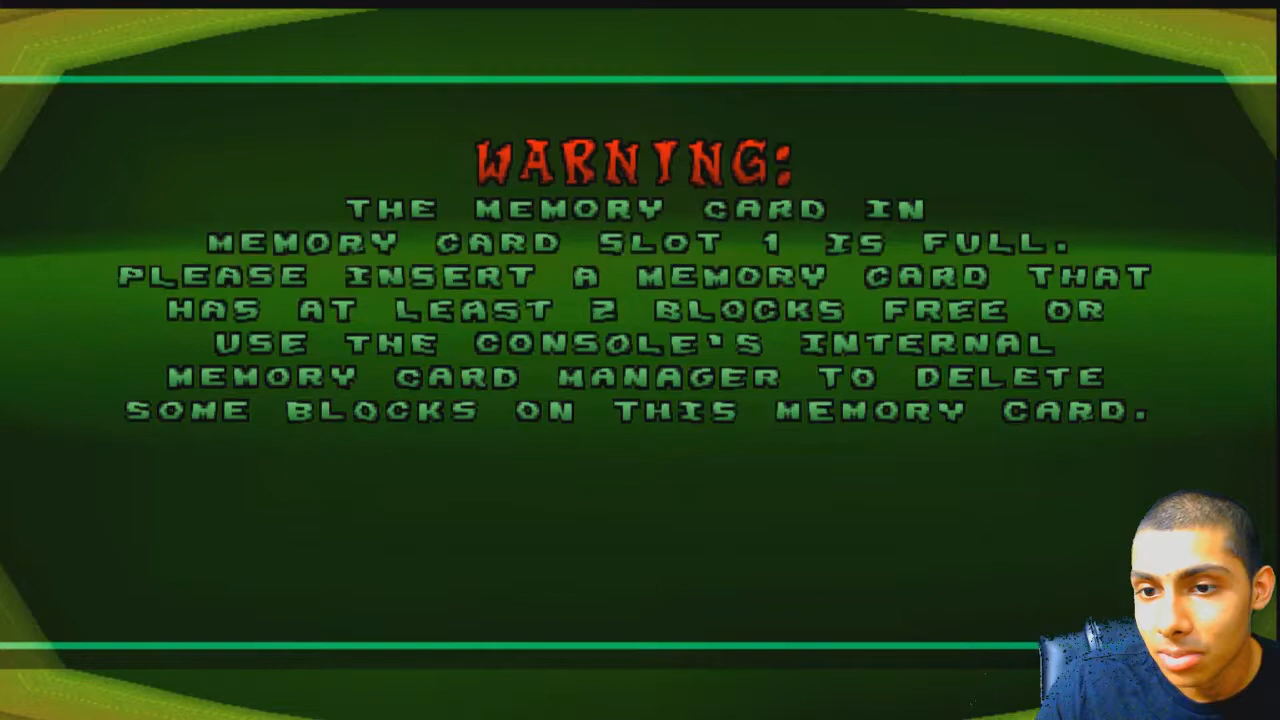 WARNING:
THE MEMORY CARD IN
MEMORY CARD SLOT 1 IS FULL.
PLEASE INSERT A MEMORY CARD THAT
HAS AT LEAST 2 BLOCKS FREE OR
USE THE CONSOLE'S INTERNAL
MEMORY CARD MANAGER TO DELETE
SOME BLOCKS ON THIS MEMORY CARD.